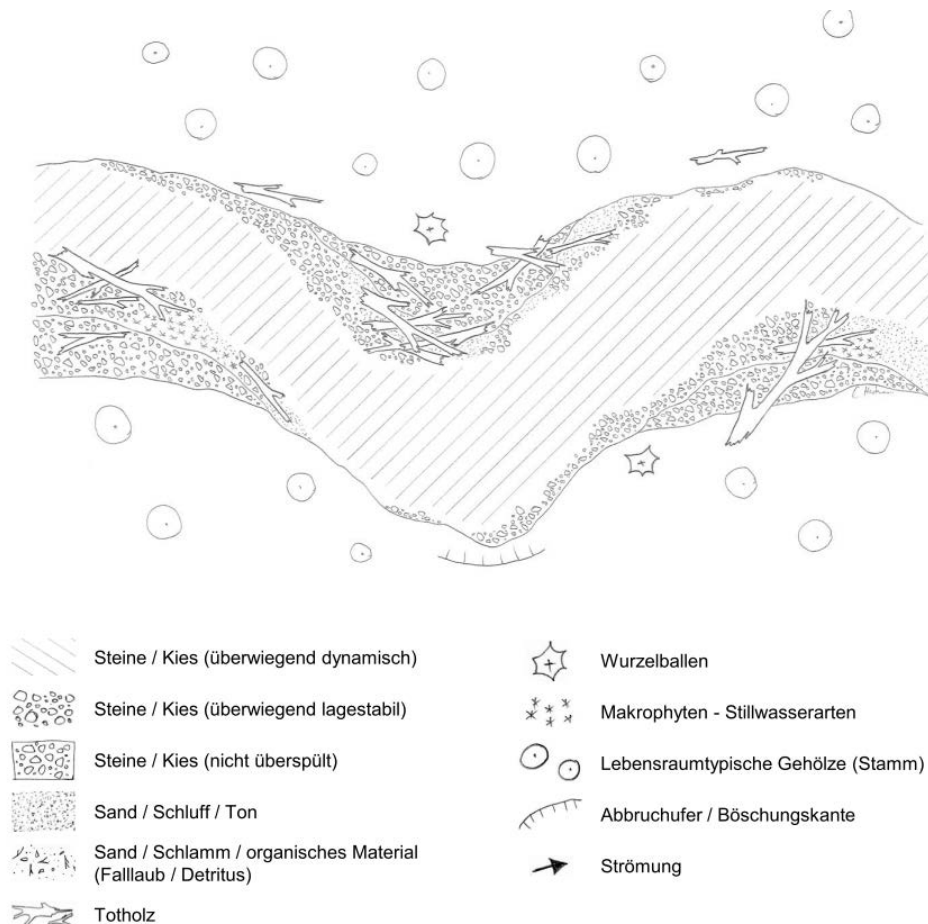 Steine / Kies (überwiegend dynamisch)
Steine / Kies (überwiegend lagestabil)
Steine / Kies (nicht überspült)
Sand / Schluff / Ton
Sand / Schlamm / organisches Material
(Falllaub / Detritus)
Totholz
Wurzelballen
Makrophyten - Stillwasserarten
Lebensraumtypische Gehölze (Stamm)
Abbruchufer / Böschungskante
Strömung